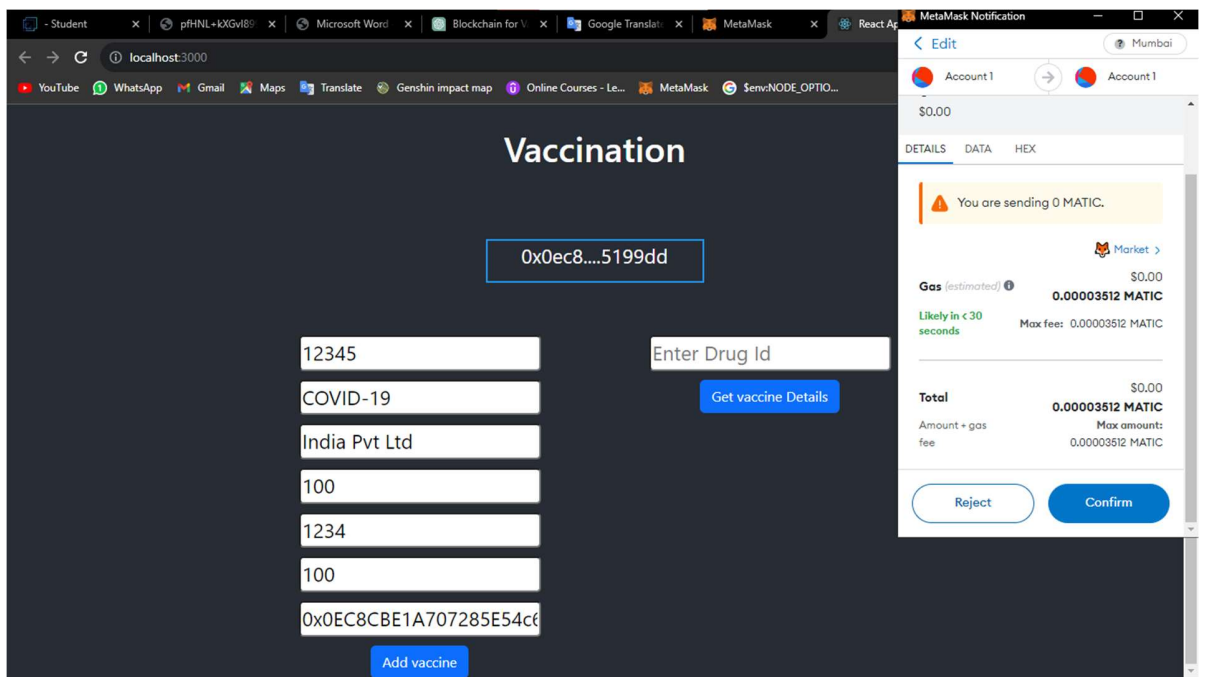 - Student
pfHNL+kXGvI89
Microsoft Word
Blockchain for V
Google Translat
MetaMask
React Ap
localhost:3000
YouTube
WhatsApp
Gmail
Maps
Translate
Genshin impact map
Online Courses - Le...
MetaMask
$env:NODE_OPTIO...
Vaccination
0x0ec8....5199dd
12345
COVID-19
India Pvt Ltd
100
1234
100
0x0EC8CBE1A707285E54c6
Add vaccine
Enter Drug Id
Get vaccine Details
MetaMask Notification
Edit
Mumbai
Account 1
Account 1
$0.00
DETAILS DATA HEX
You are sending 0 MATIC.
Market >
$0.00
Gas (estimated)
0.00003512 MATIC
Likely in < 30
seconds
Max fee: 0.00003512 MATIC
$0.00
Total
0.00003512 MATIC
Amount + gas
fee
Max amount:
0.00003512 MATIC
Reject
Confirm